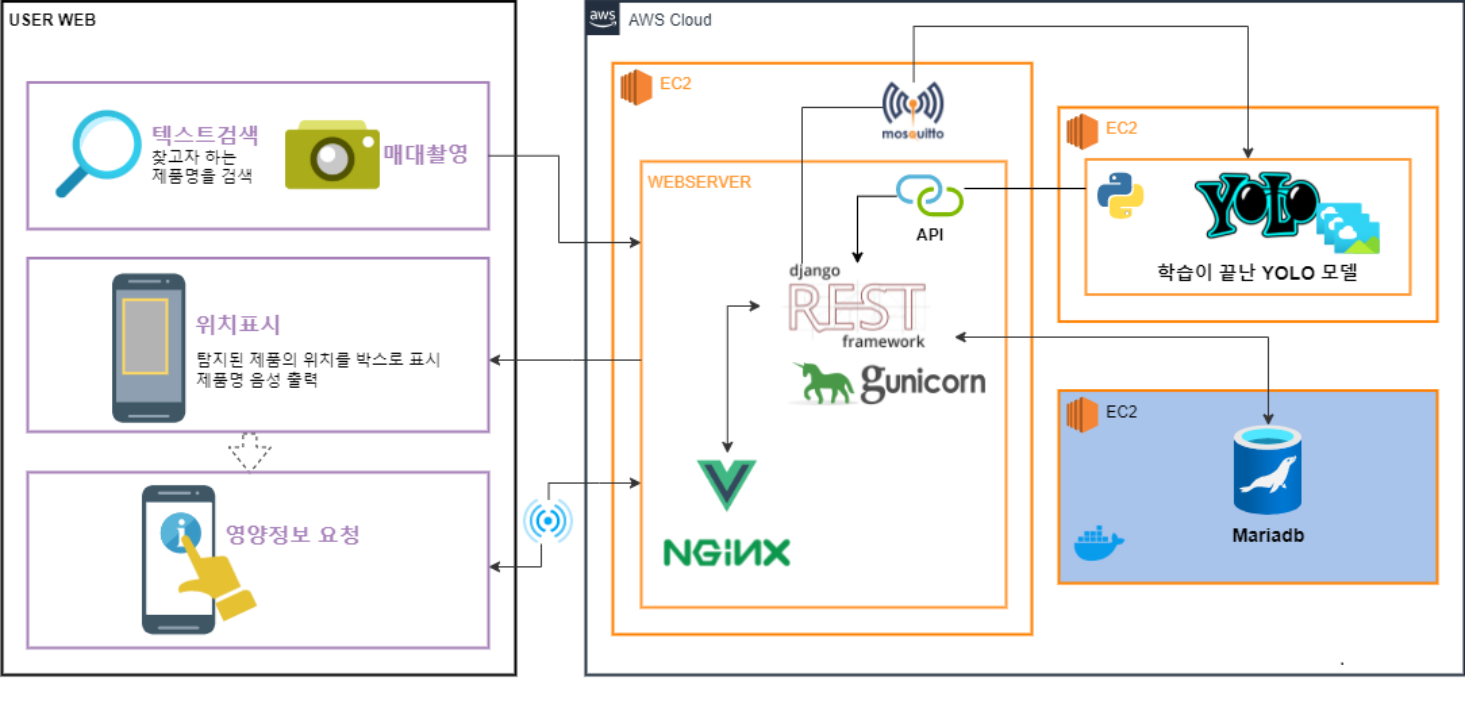 USER WEB
텍스트검색
찾고자 하는
제품명을 검색
매대촬영
위치표시
탐지된 제품의 위치를 박스로 표시
제품명 음성 출력
i
영양정보 요청
aws
AWS Cloud
EC2
mosquitto
WEBSERVER
API
django
REST
framework
gunicorn
V
NGiNX
EC2
YOLO
학습이 끝난 YOLO 모델
EC2
Mariadb